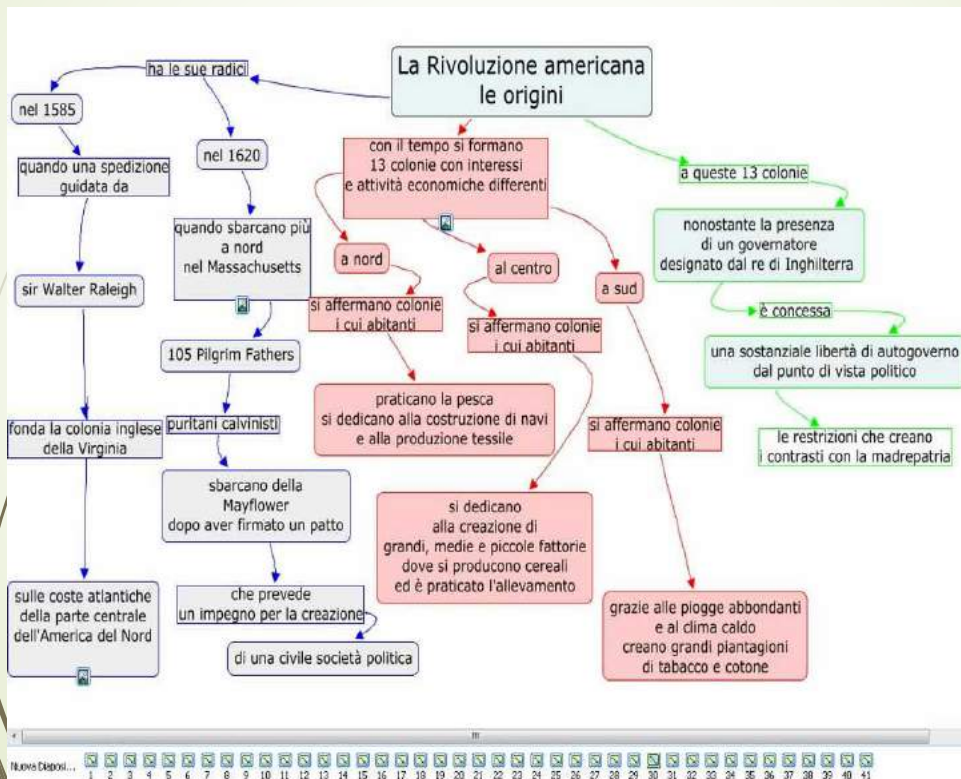 La Rivoluzione americana
le origini
ha le sue radici
nel 1585
quando una spedizione
guidata da
sir Walter Raleigh
fonda la colonia inglese
della Virginia
sulle coste atlantiche
della parte centrale
dell'America del Nord
nel 1620
quando sbarcano più
a nord
nel Massachusetts
105 Pilgrim Fathers
puritani calvinisti
sbarcano della
Mayflower
dopo aver firmato un patto
che prevede
un impegno per la creazione
di una civile società politica
con il tempo si formano
13 colonie con interessi
e attività economiche differenti
a nord
si affermano colonie
i cui abitanti
praticano la pesca
si dedicano alla costruzione di navi
e alla produzione tessile
al centro
si affermano colonie
i cui abitanti
si dedicano
alla creazione di
grandi, medie e piccole fattorie
dove si producono cereali
ed è praticato l'allevamento
a sud
si affermano colonie
i cui abitanti
grazie alle piogge abbondanti
e al clima caldo
creano grandi piantagioni
di tabacco e cotone
a queste 13 colonie
nonostante la presenza
di un governatore
designato dal re di Inghilterra
è concessa
una sostanziale libertà di autogoverno
dal punto di vista politico
le restrizioni che creano
i contrasti con la madrepatria
Nuova Diaposi... 1 2 3 4 5 6 7 8 9 10 11 12 13 14 15 16 17 18 19 20 21 22 23 24 25 26 27 28 29 30 31 32 33 34 35 36 37 38 39 40 41